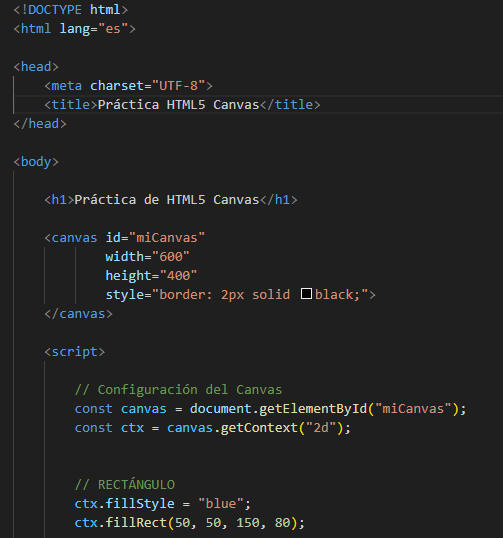 <!DOCTYPE html>
<html lang="es">
<head>
<meta charset="UTF-8">
<title>Práctica HTML5 Canvas</title>
</head>
<body>
<h1>Práctica de HTML5 Canvas</h1>
<canvas id="miCanvas"
width="600"
height="400"
style="border: 2px solid black;">
</canvas>
<script>
// Configuración del Canvas
const canvas = document.getElementById("miCanvas");
const ctx = canvas.getContext("2d");
// RECTÁNGULO
ctx.fillStyle = "blue";
ctx.fillRect(50, 50, 150, 80);